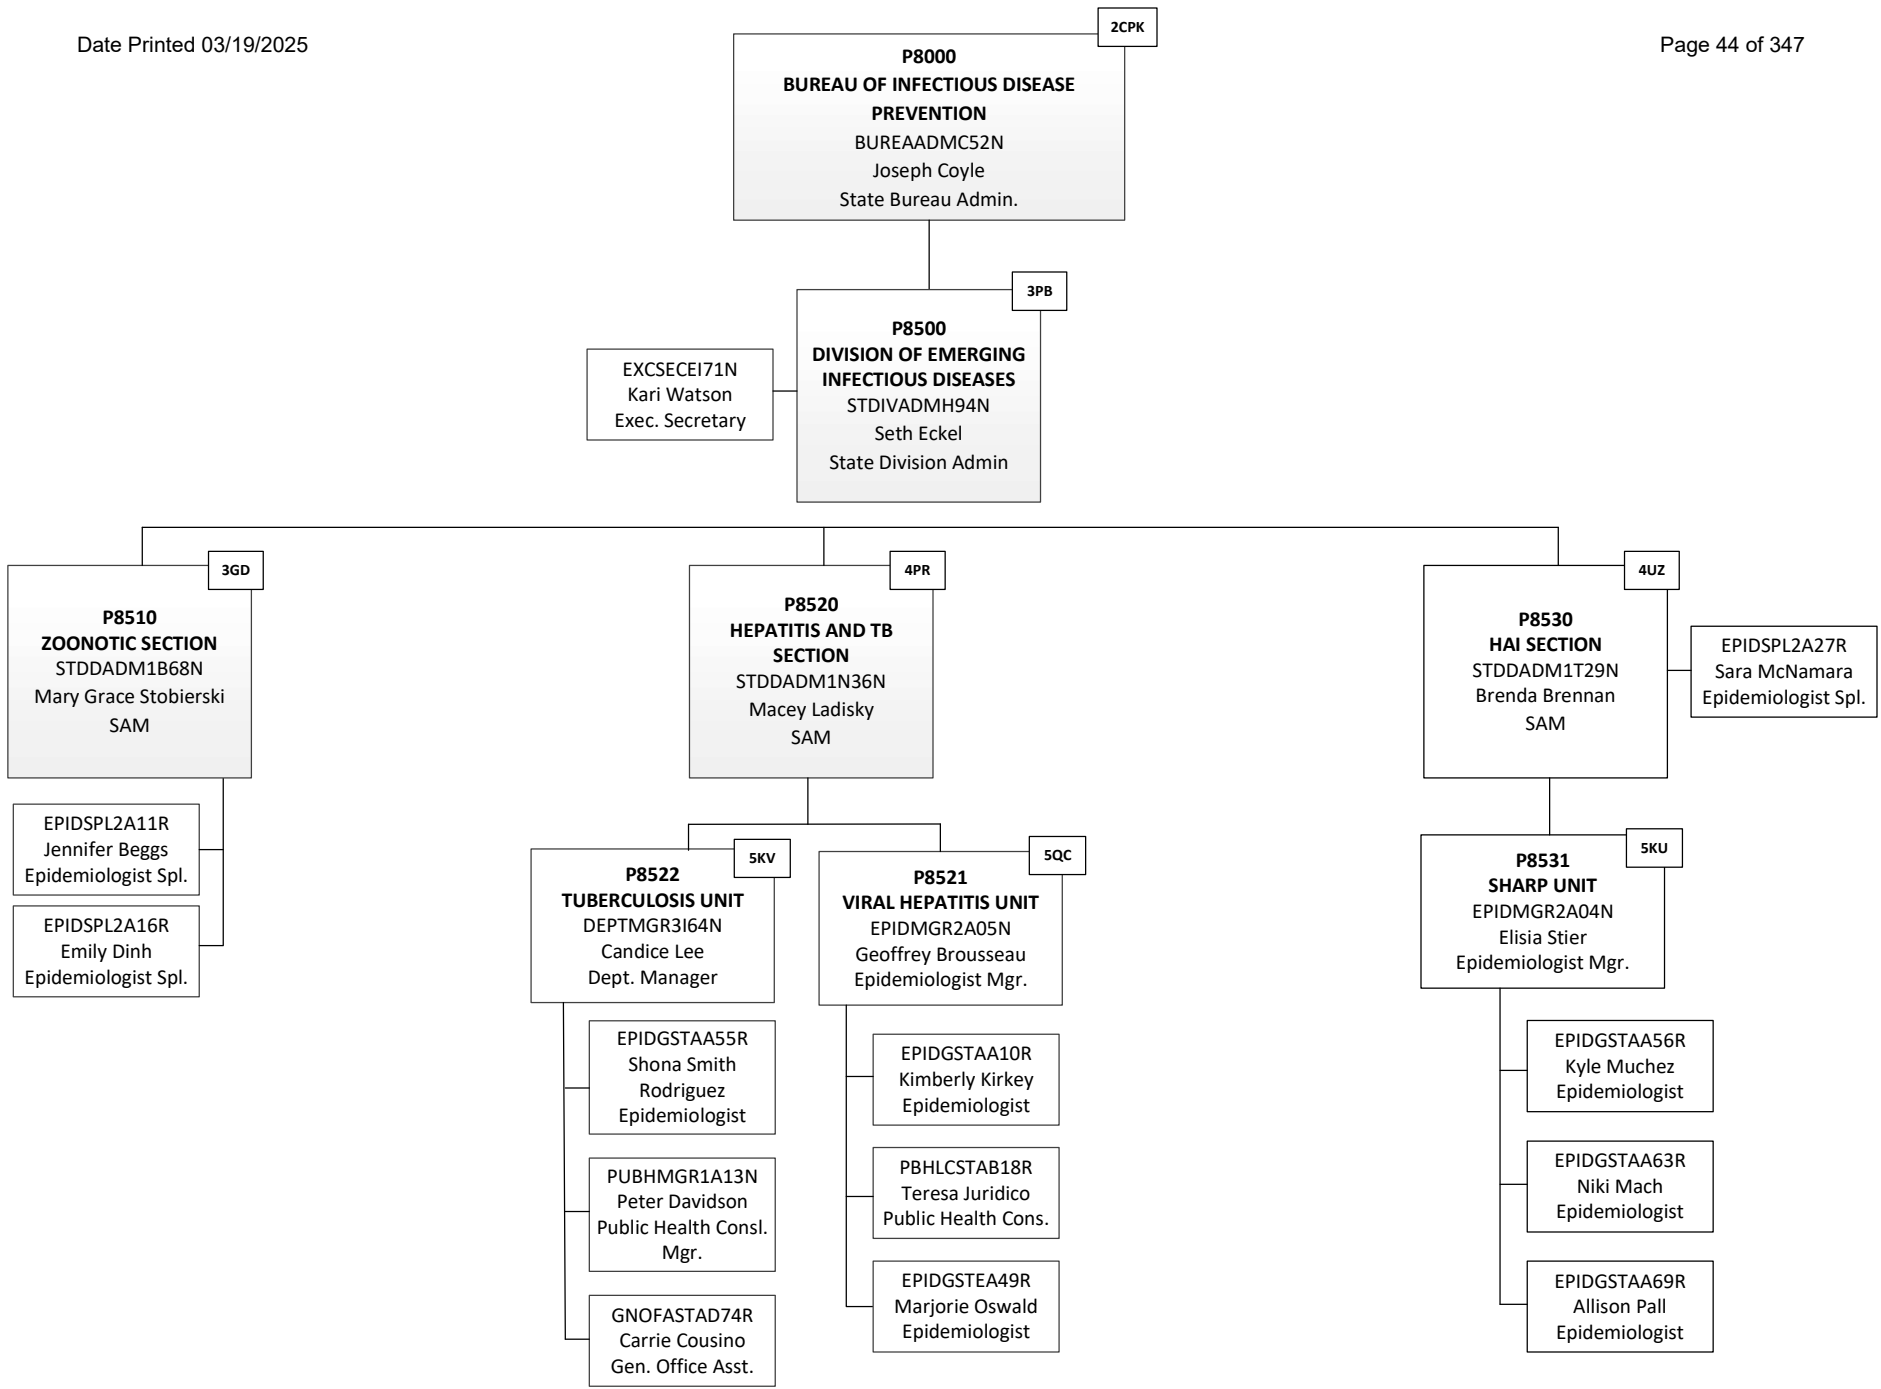 Date Printed 03/19/2025
Page 44 of 347
2CPK
P8000
BUREAU OF INFECTIOUS DISEASE
PREVENTION
BUREAADMC52N
Joseph Coyle
State Bureau Admin.
3PB
P8500
DIVISION OF EMERGING
INFECTIOUS DISEASES
STDIVADMH94N
Seth Eckel
State Division Admin
EXCSECEI71N
Kari Watson
Exec. Secretary
3GD
P8510
ZOONOTIC SECTION
STDDADM1B68N
Mary Grace Stobierski
SAM
EPIDSPL2A11R
Jennifer Beggs
Epidemiologist Spl.
EPIDSPL2A16R
Emily Dinh
Epidemiologist Spl.
4PR
P8520
HEPATITIS AND TB
SECTION
STDDADM1N36N
Macey Ladisky
SAM
5KV
P8522
TUBERCULOSIS UNIT
DEPTMGR3I64N
Candice Lee
Dept. Manager
EPIDGSTAA55R
Shona Smith
Rodriguez
Epidemiologist
PUBHMGR1A13N
Peter Davidson
Public Health Consl.
Mgr.
GNOFASTAD74R
Carrie Cousino
Gen. Office Asst.
5QC
P8521
VIRAL HEPATITIS UNIT
EPIDMGR2A05N
Geoffrey Brousseau
Epidemiologist Mgr.
EPIDGSTAA10R
Kimberly Kirkey
Epidemiologist
PBHLCSTAB18R
Teresa Juridico
Public Health Cons.
EPIDGSTEA49R
Marjorie Oswald
Epidemiologist
4UZ
P8530
HAI SECTION
STDDADM1T29N
Brenda Brennan
SAM
EPIDSPL2A27R
Sara McNamara
Epidemiologist Spl.
5KU
P8531
SHARP UNIT
EPIDMGR2A04N
Elisia Stier
Epidemiologist Mgr.
EPIDGSTAA56R
Kyle Muchez
Epidemiologist
EPIDGSTAA63R
Niki Mach
Epidemiologist
EPIDGSTAA69R
Allison Pall
Epidemiologist